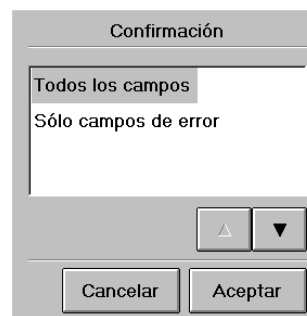 Confirmación
Todos los campos
Sólo campos de error
Cancelar
Aceptar